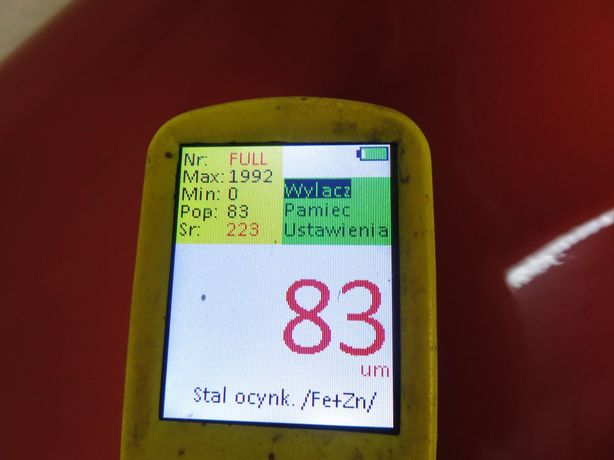 Nr: FULL
Max: 1992
Min: 0
Pop: 83
Sr: 223
Wylacz
Pamiec
Ustawienia
83
um
Stal ocynk. /Fe+Zn/